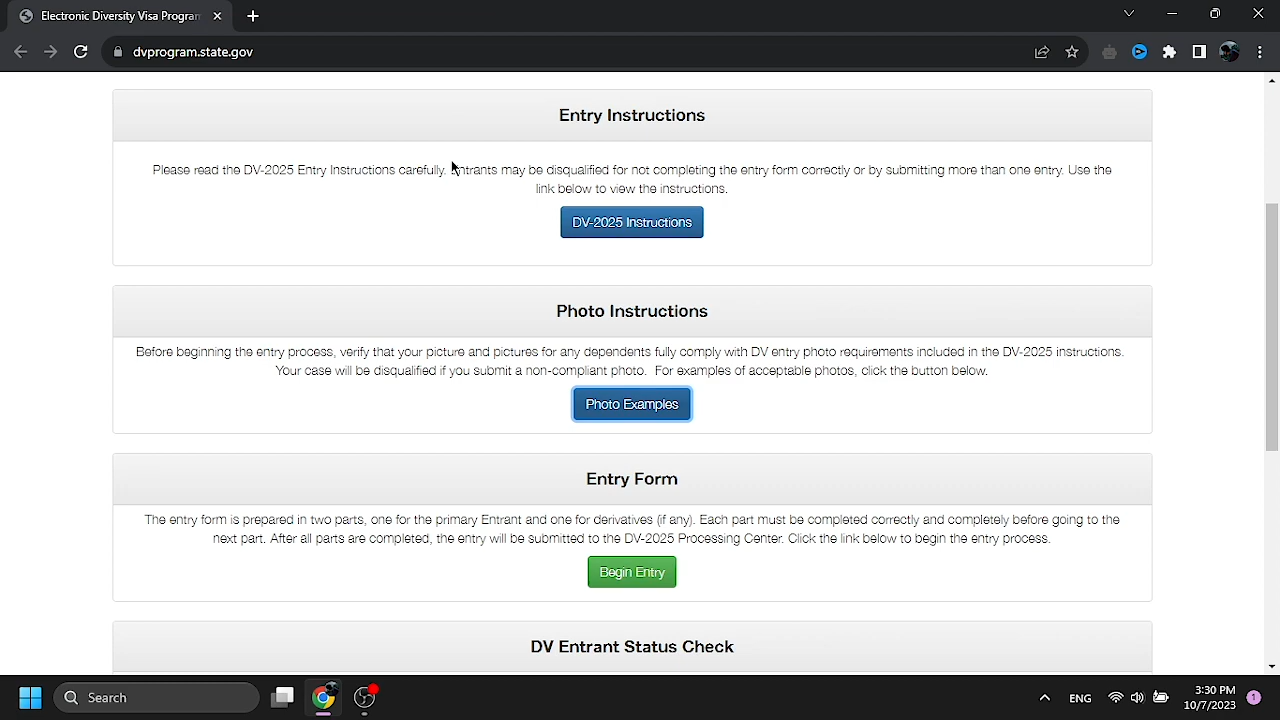 Electronic Diversity Visa Program
dvprogram.state.gov
Entry Instructions
Please read the DV-2025 Entry Instructions carefully. Entrants may be disqualified for not completing the entry form correctly or by submitting more than one entry. Use the
link below to view the instructions.
DV-2025 Instructions
Photo Instructions
Before beginning the entry process, verify that your picture and pictures for any dependents fully comply with DV entry photo requirements included in the DV-2025 instructions.
Your case will be disqualified if you submit a non-compliant photo. For examples of acceptable photos, click the button below.
Photo Examples
Entry Form
The entry form is prepared in two parts, one for the primary Entrant and one for derivatives (if any). Each part must be completed correctly and completely before going to the
next part. After all parts are completed, the entry will be submitted to the DV-2025 Processing Center. Click the link below to begin the entry process.
Begin Entry
DV Entrant Status Check
Search
ENG
3:30 PM
10/7/2023
1